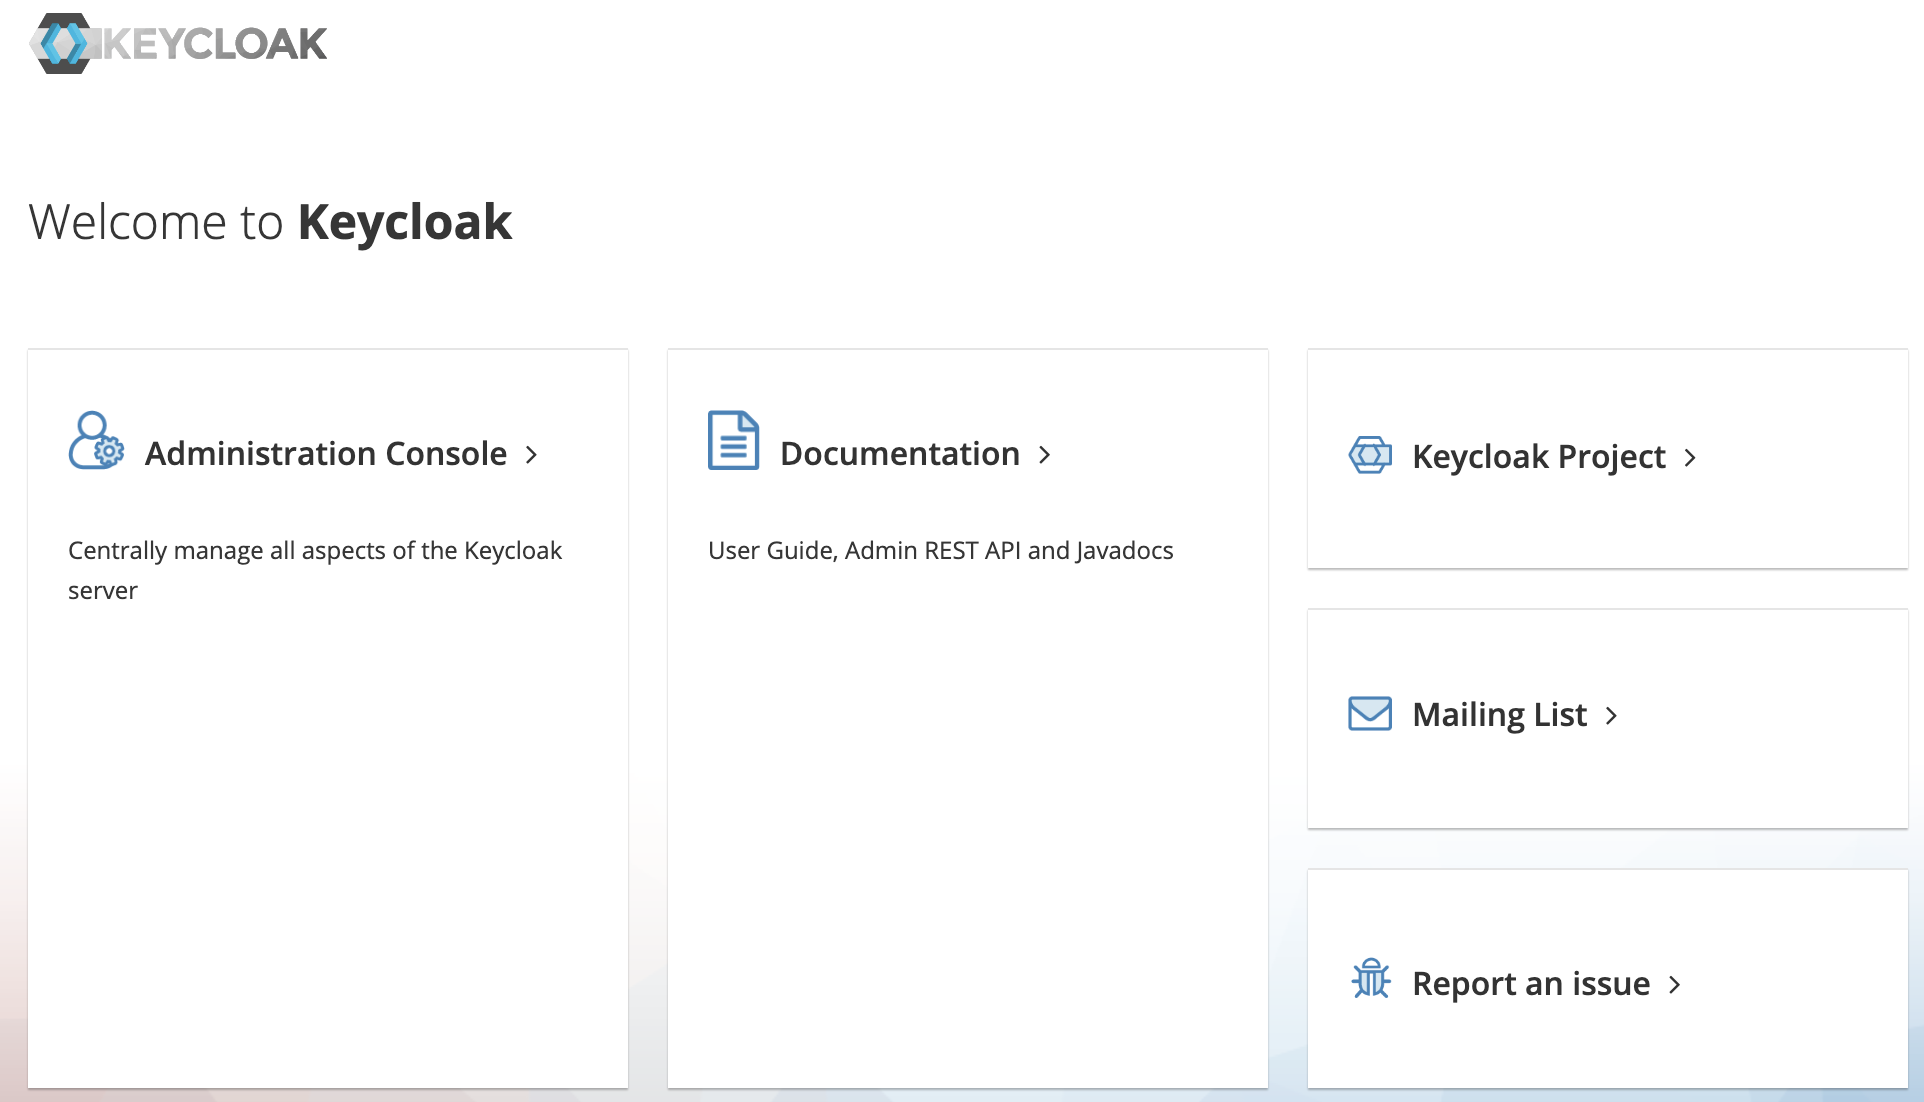 KEYCLOAK
Welcome to Keycloak
Administration Console
Centrally manage all aspects of the Keycloak
server
Documentation
User Guide, Admin REST API and Javadocs
Keycloak Project
Mailing List
Report an issue